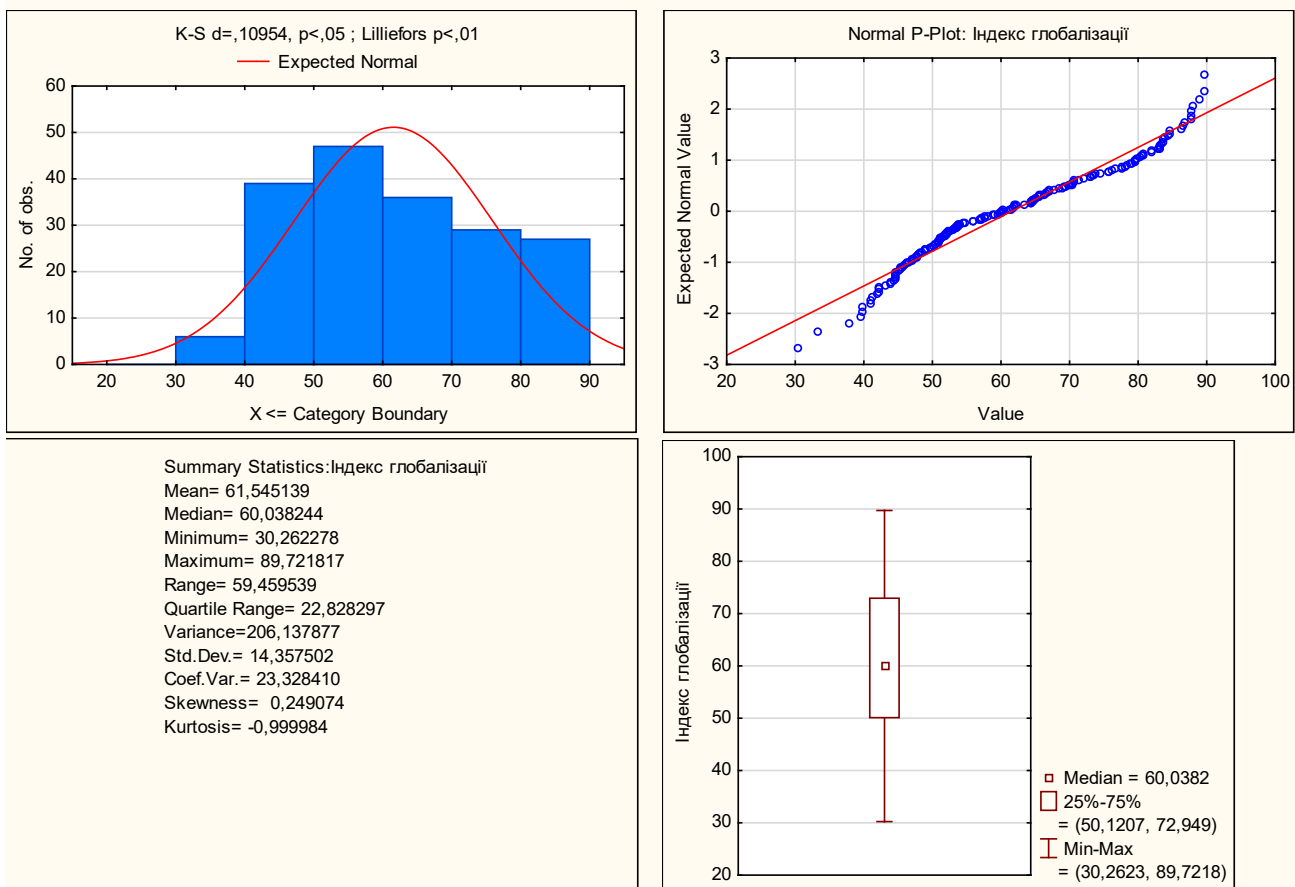 K-S d=,10954, p<,05 ; Lilliefors p<,01
Expected Normal
60
50
40
30
20
10
0
No. of obs.
20 30 40 50 60 70 80 90
X <= Category Boundary
Normal P-Plot: Індекс глобалізації
3
2
1
0
-1
-2
-3
Expected Normal Value
20 30 40 50 60 70 80 90 100
Value
Summary Statistics:Індекс глобалізації
Mean= 61,545139
Median= 60,038244
Minimum= 30,262278
Maximum= 89,721817
Range= 59,459539
Quartile Range= 22,828297
Variance=206,137877
Std.Dev.= 14,357502
Coef.Var.= 23,328410
Skewness= 0,249074
Kurtosis= -0,999984
100
90
80
70
60
50
40
30
20
Індекс глобалізації
Median = 60,0382
25%-75%
= (50,1207, 72,949)
Min-Max
= (30,2623, 89,7218)